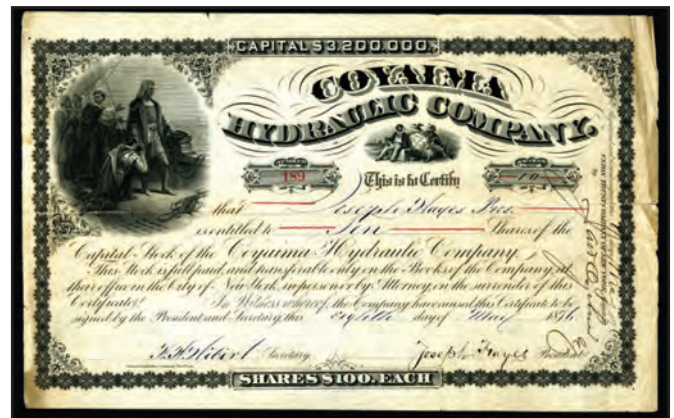 CAPITAL $3,200,000.
COYAIMA
HYDRAULIC COMPANY.
189
This is to Certify
10
that Joseph Hayes Pres.
is entitled to Ten Shares of the
Capital Stock of the Coyaima Hydraulic Company.
This Stock is full paid, and transferable only on the Books of the Company, at
their office in the City of New York, in person or by Attorney, on the surrender of this
Certificate. In Witness whereof, the Company have caused this Certificate to be
signed by the President and Secretary, this day of 1876
Secretary Joseph Hayes President
SHARES $100. EACH